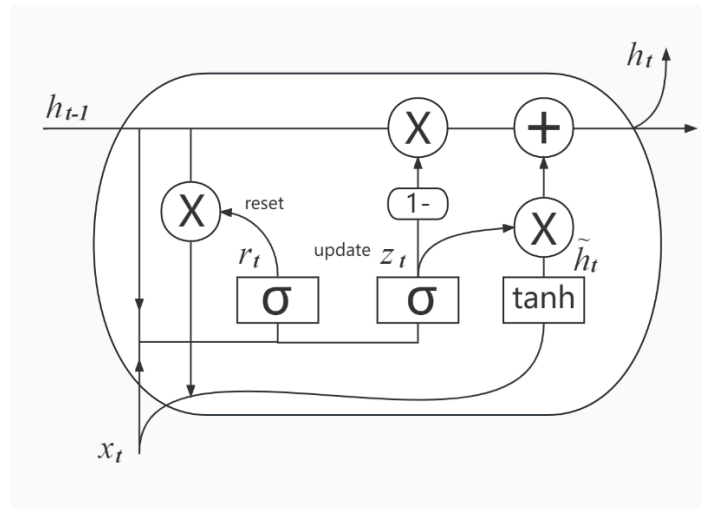 h_t
h_{t-1}
X
+
1-
X
reset
X
r_t
update
z_t
h̃_t
σ
σ
tanh
x_t